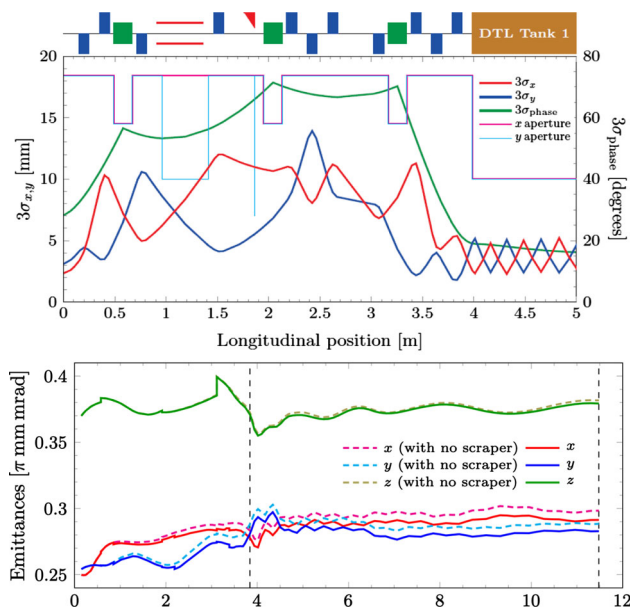 DTL Tank 1
20
15
10
5
0
80
60
40
20
0
3σx,y [mm]
3σphase [degrees]
3σx
3σy
3σphase
x aperture
y aperture
0 0.5 1 1.5 2 2.5 3 3.5 4 4.5 5
Longitudinal position [m]
0.4
0.35
0.3
0.25
Emittances [π mm mrad]
x (with no scraper) x
y (with no scraper) y
z (with no scraper) z
0 2 4 6 8 10 12